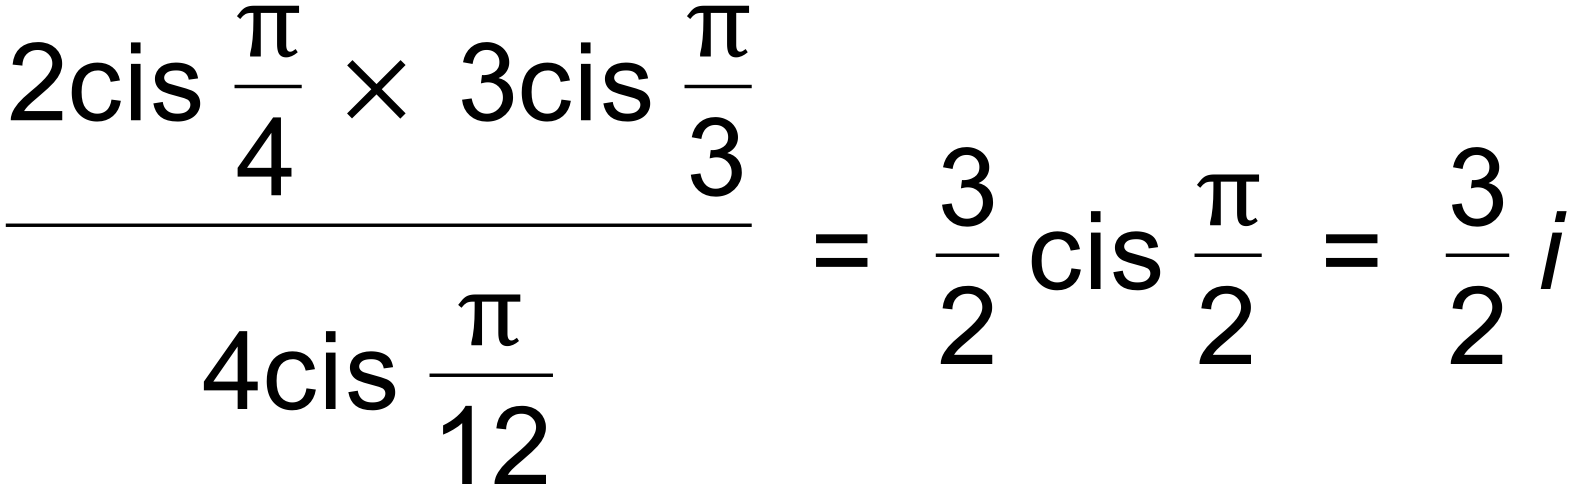 2cis π/4 × 3cis π/3 / 4cis π/12 = 3/2 cis π/2 = 3/2 i